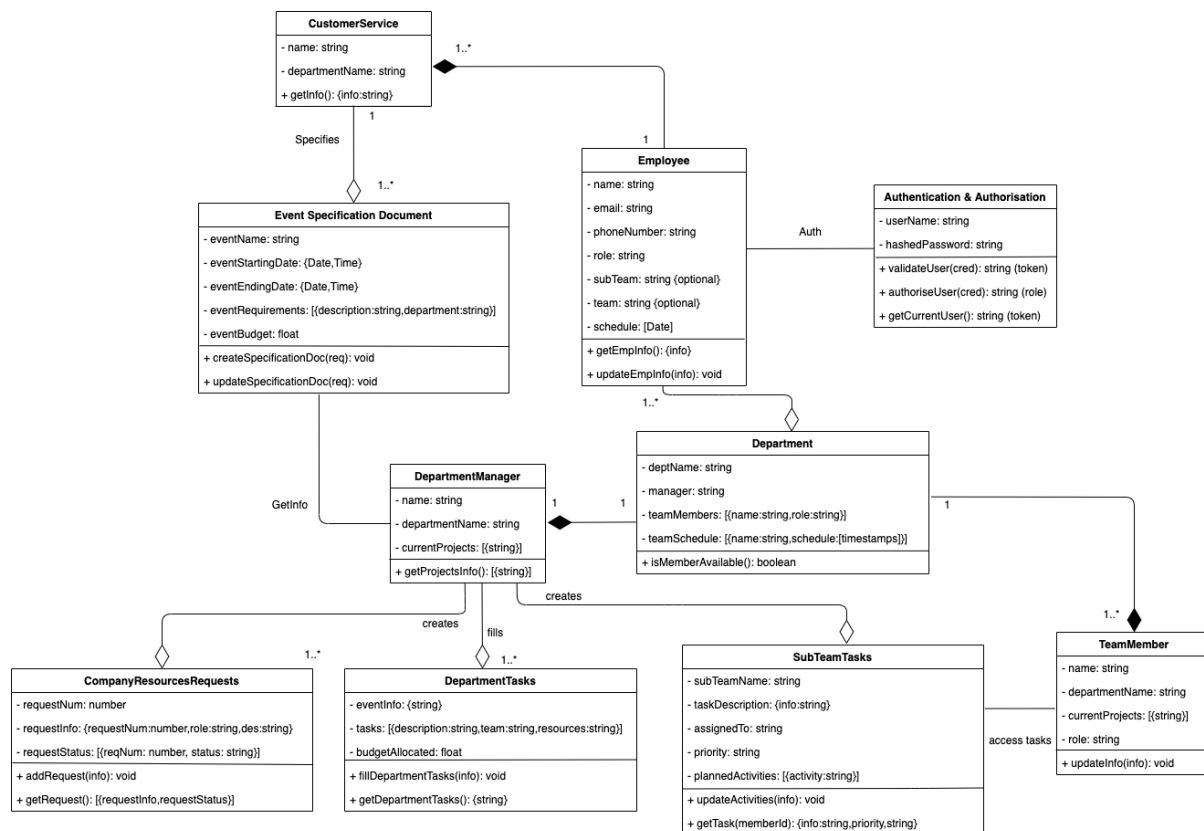 CustomerService
- name: string
- departmentName: string
+ getInfo(): {info:string}
1..*
1
Specifies
1..*
1
Employee
- name: string
- email: string
- phoneNumber: string
- role: string
- subTeam: string {optional}
- team: string {optional}
- schedule: [Date]
+ getEmpInfo(): {info}
+ updateEmpInfo(info): void
Auth
Authentication & Authorisation
- userName: string
- hashedPassword: string
+ validateUser(cred): string (token)
+ authoriseUser(cred): string (role)
+ getCurrentUser(): string (token)
Event Specification Document
- eventName: string
- eventStartingDate: {Date,Time}
- eventEndingDate: {Date,Time}
- eventRequirements: [{description:string,department:string}]
- eventBudget: float
+ createSpecificationDoc(req): void
+ updateSpecificationDoc(req): void
1..*
GetInfo
DepartmentManager
- name: string
- departmentName: string
- currentProjects: [{string}]
+ getProjectsInfo(): [{string}]
1
1
Department
- deptName: string
- manager: string
- teamMembers: [{name:string,role:string}]
- teamSchedule: [{name:string,schedule:[timestamps]}]
+ isMemberAvailable(): boolean
1
creates
fills
creates
1..*
1..*
1..*
CompanyResourcesRequests
- requestNum: number
- requestInfo: {requestNum:number,role:string,des:string}
- requestStatus: [{reqNum: number, status: string}]
+ addRequest(info): void
+ getRequest(): [{requestInfo,requestStatus}]
DepartmentTasks
- eventInfo: {string}
- tasks: [{description:string,team:string,resources:string}]
- budgetAllocated: float
+ fillDepartmentTasks(info): void
+ getDepartmentTasks(): {string}
SubTeamTasks
- subTeamName: string
- taskDescription: {info:string}
- assignedTo: string
- priority: string
- plannedActivities: [{activity:string}]
+ updateActivities(info): void
+ getTask(memberId): {info:string,priority,string}
access tasks
TeamMember
- name: string
- departmentName: string
- currentProjects: [{string}]
- role: string
+ updateInfo(info): void